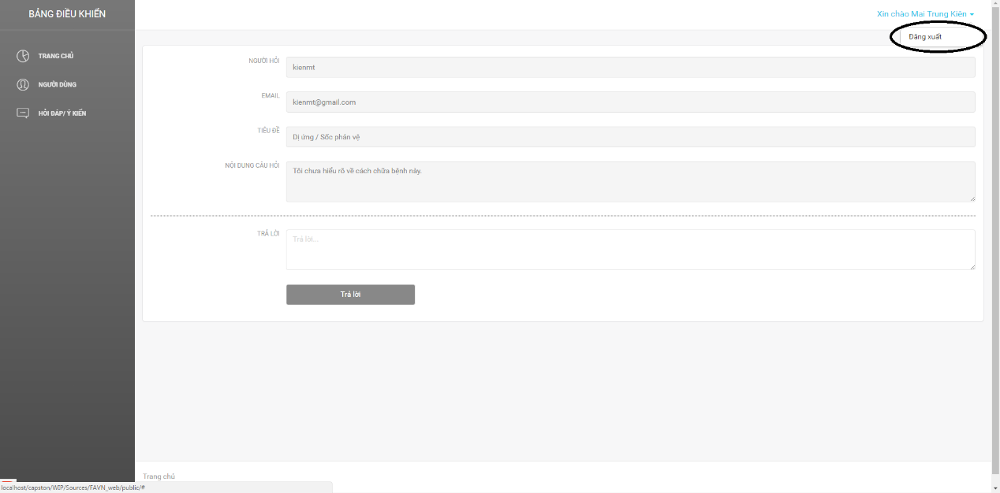 BẢNG ĐIỀU KHIỂN
Xin chào Mai Trung Kiên
Đăng xuất
TRANG CHỦ
NGƯỜI DÙNG
HỎI ĐÁP/ Ý KIẾN
NGƯỜI HỎI
kienmt
EMAIL
kienmt@gmail.com
TIÊU ĐỀ
Dị ứng / Sốc phản vệ
NỘI DUNG CÂU HỎI
Tôi chưa hiểu rõ về cách chữa bệnh này.
TRẢ LỜI
Trả lời...
Trả lời
Trang chủ
localhost/capston/WIP/Sources/FAVN_web/public/#